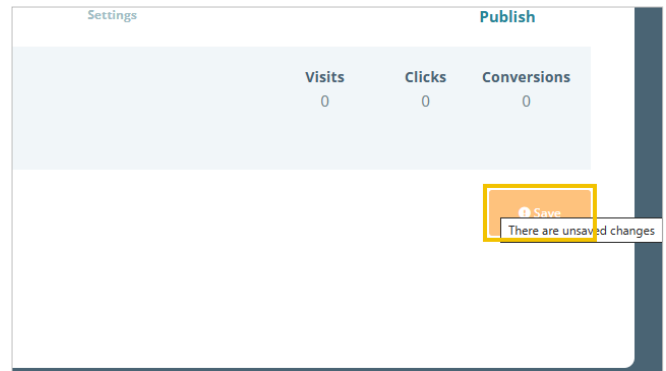 Settings
Publish
Visits
Clicks
Conversions
0
0
0
Save
There are unsaved changes